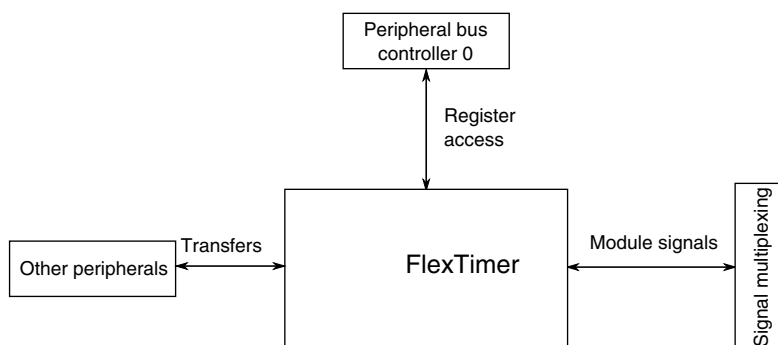 Peripheral bus
controller 0
Register
access
Transfers
Other peripherals
FlexTimer
Module signals
Signal multiplexing